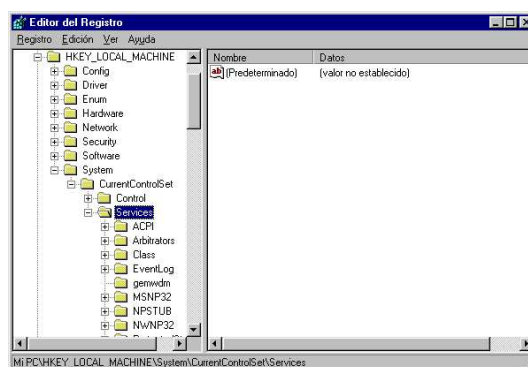 Editor del Registro
Registro Edición Ver Ayuda
HKEY_LOCAL_MACHINE
Config
Driver
Enum
Hardware
Network
Security
Software
System
CurrentControlSet
Control
Services
ACPI
Arbitrators
Class
EventLog
gemwdm
MSNP32
NPSTUB
NWNP32
Nombre Datos
ab (Predeterminado) (valor no establecido)
Mi PC\HKEY_LOCAL_MACHINE\System\CurrentControlSet\Services